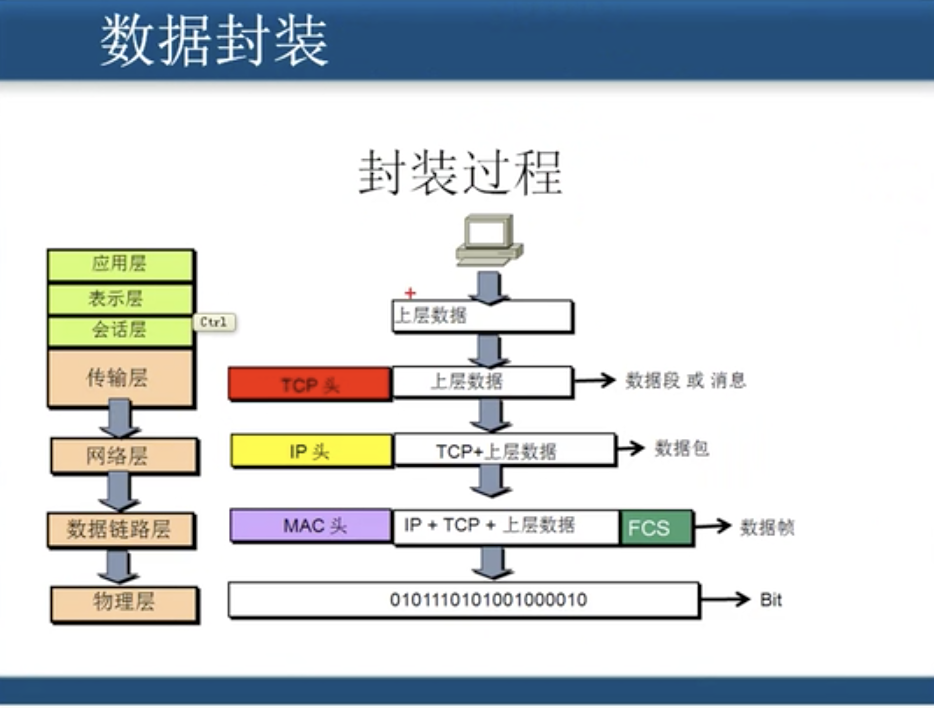 数据封装
封装过程
应用层
表示层
会话层
Ctrl
上层数据
传输层
TCP 头
上层数据
数据段 或 消息
网络层
IP 头
TCP+上层数据
数据包
数据链路层
MAC 头
IP + TCP + 上层数据
FCS
数据帧
物理层
0101110101001000010
Bit